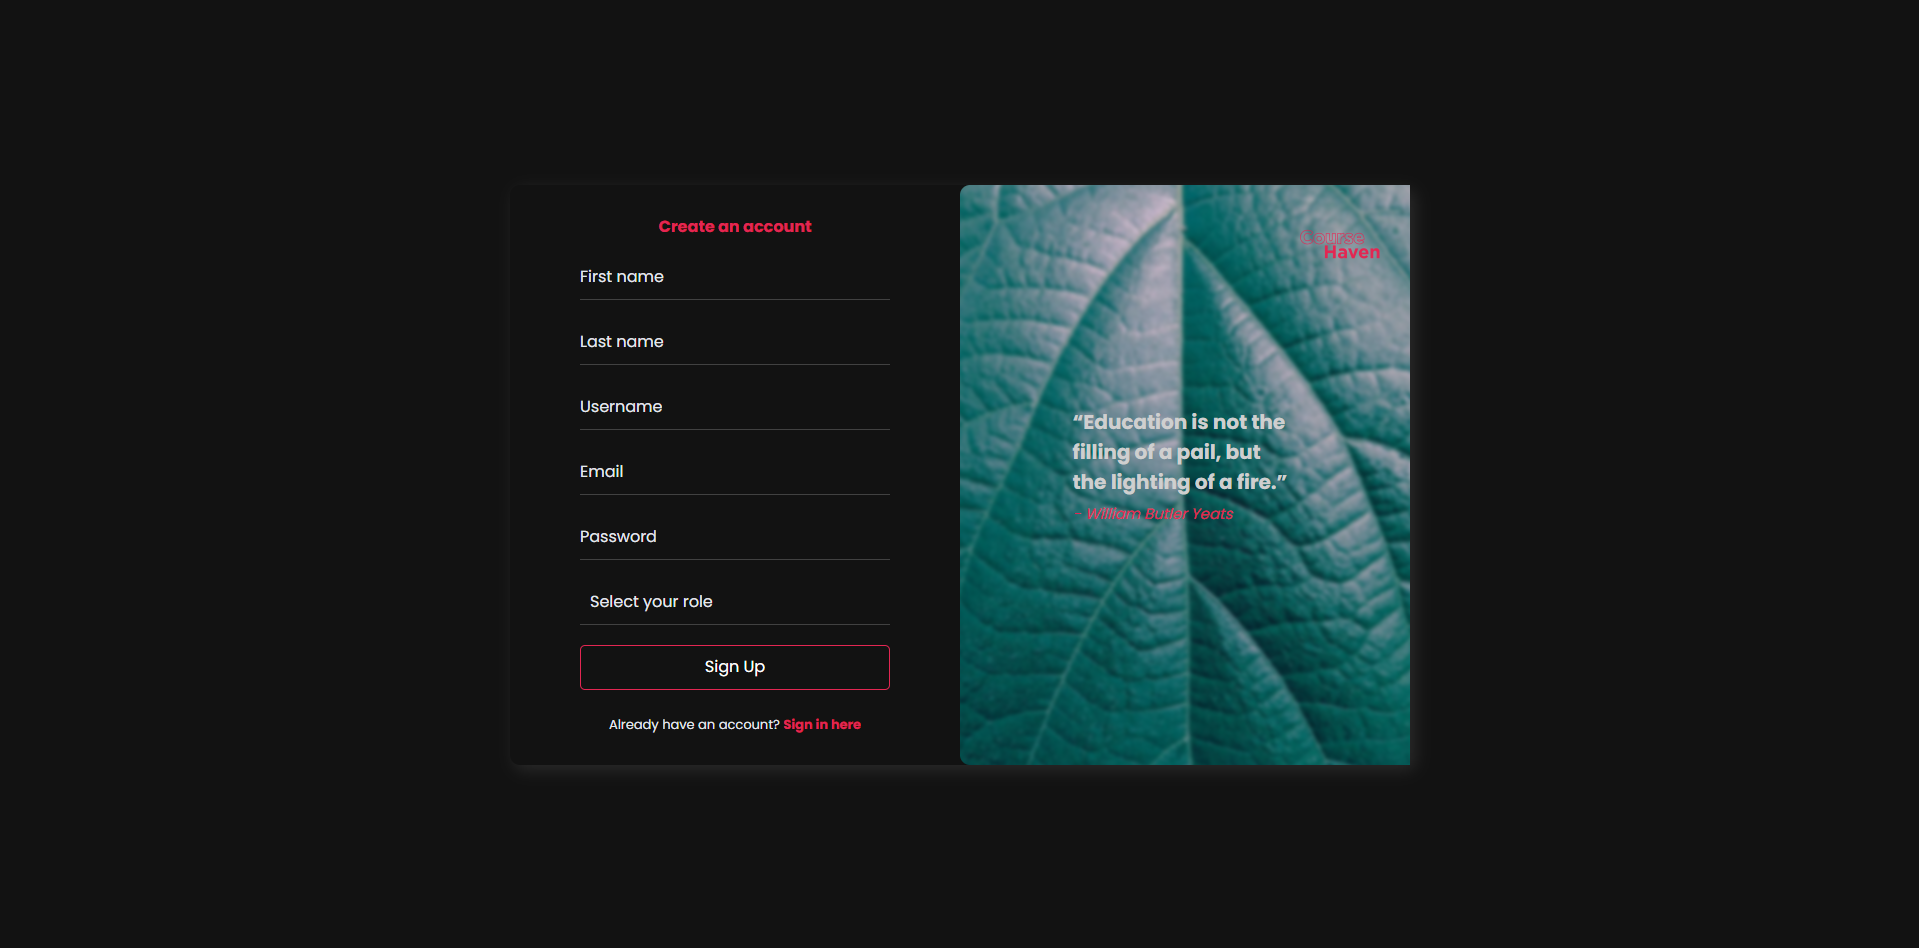 Create an account
First name
Last name
Username
Email
Password
Select your role
Sign Up
Already have an account? Sign in here
Course
Haven
“Education is not the
filling of a pail, but
the lighting of a fire.”
- William Butler Yeats